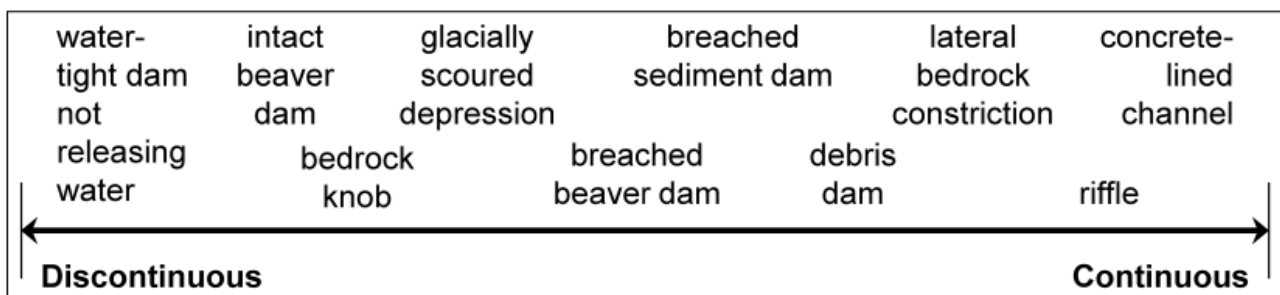 water-
tight dam
not
releasing
water
intact
beaver
dam
bedrock
knob
glacially
scoured
depression
breached
beaver dam
breached
sediment dam
debris
dam
lateral
bedrock
constriction
riffle
concrete-
lined
channel
Discontinuous
Continuous